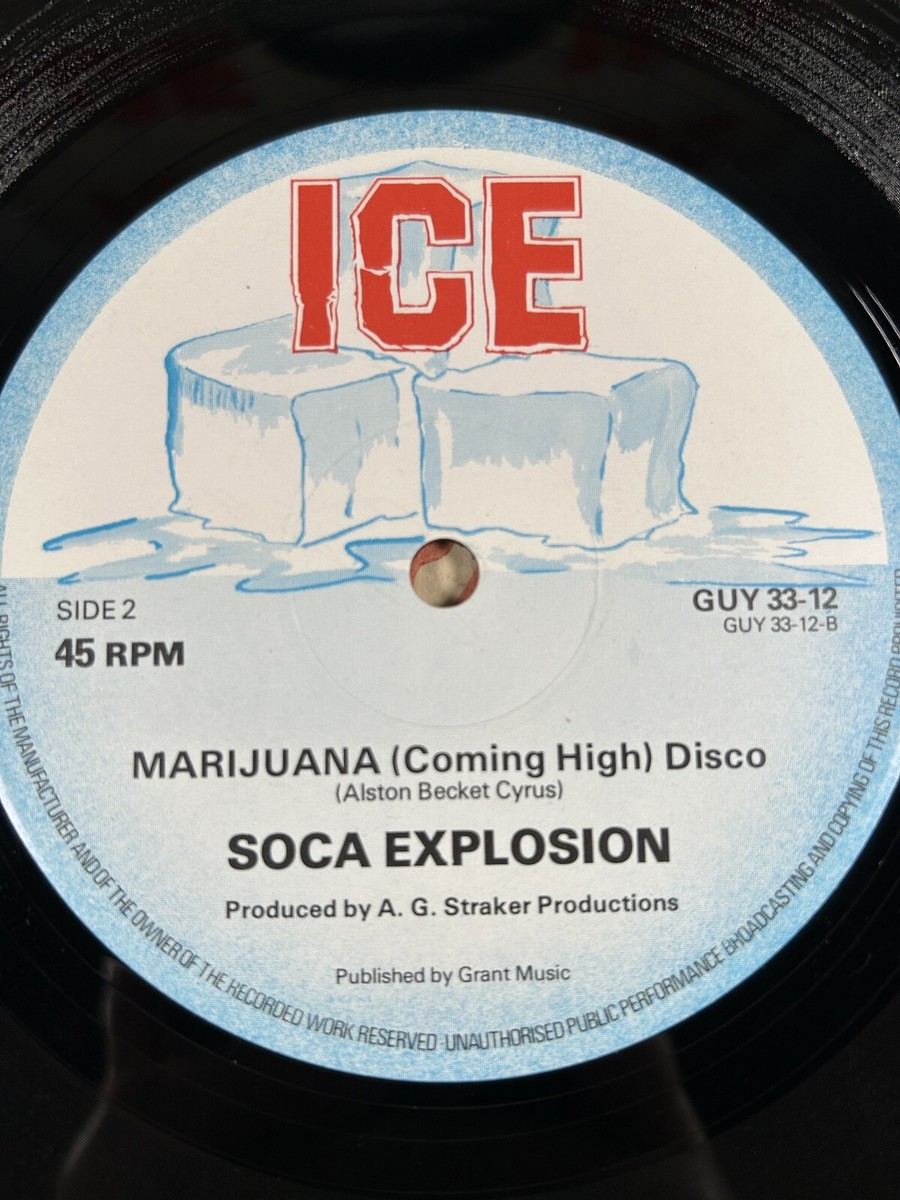 ICE
SIDE 2
45 RPM
GUY 33-12
GUY 33-12-B
MARIJUANA (Coming High) Disco
(Alston Becket Cyrus)
SOCA EXPLOSION
Produced by A. G. Straker Productions
Published by Grant Music
ALL RIGHTS OF THE MANUFACTURER AND OF THE OWNER OF THE RECORDED WORK RESERVED · UNAUTHORISED PUBLIC PERFORMANCE BROADCASTING AND COPYING OF THIS RECORD PROHIBITED